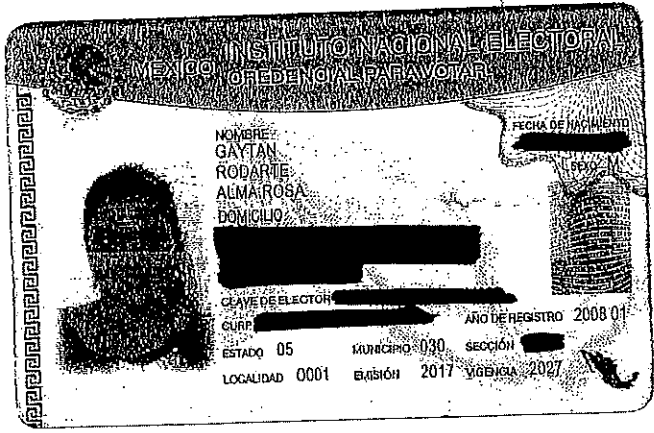 MÉXICO INSTITUTO NACIONAL ELECTORAL
CREDENCIAL PARA VOTAR
NOMBRE
GAYTAN
RODARTE
ALMA ROSA
DOMICILIO
FECHA DE NACIMIENTO
SEXO M
CLAVE DE ELECTOR
CURP
AÑO DE REGISTRO 2008 01
ESTADO 05 MUNICIPIO 030 SECCIÓN
LOCALIDAD 0001 EMISIÓN 2017 VIGENCIA 2027